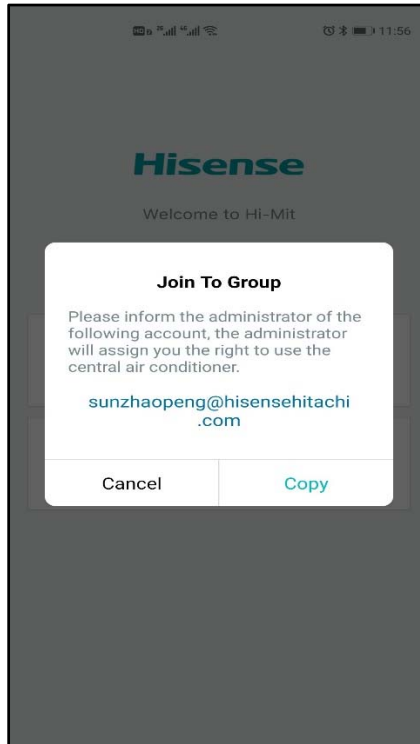 11:56
Hisense
Welcome to Hi-Mit
Join To Group
Please inform the administrator of the
following account, the administrator
will assign you the right to use the
central air conditioner.
sunzhaopeng@hisensehitachi
.com
Cancel
Copy